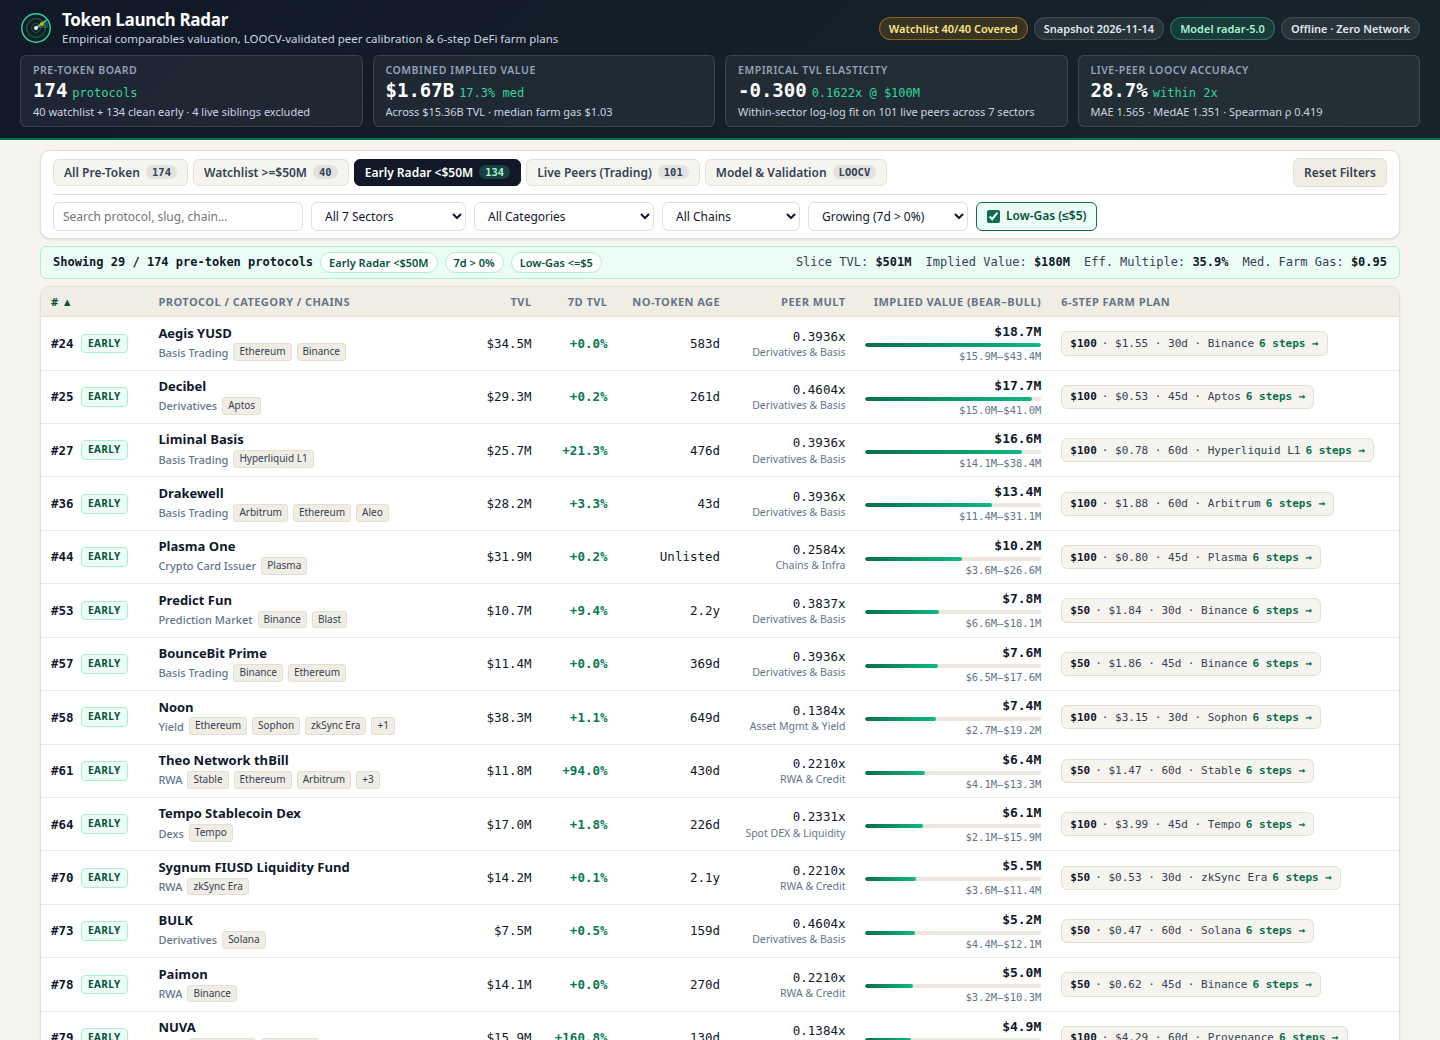 Token Launch Radar
Empirical comparables valuation, LOOCV-validated peer calibration & 6-step DeFi farm plans
Watchlist 40/40 Covered
Snapshot 2026-11-14
Model radar-5.0
Offline · Zero Network
PRE-TOKEN BOARD
174 protocols
40 watchlist + 134 clean early · 4 live siblings excluded
COMBINED IMPLIED VALUE
$1.67B 17.3% med
Across $15.36B TVL · median farm gas $1.03
EMPIRICAL TVL ELASTICITY
-0.300 0.1622x @ $100M
Within-sector log-log fit on 101 live peers across 7 sectors
LIVE-PEER LOOCV ACCURACY
28.7% within 2x
MAE 1.565 · MedAE 1.351 · Spearman ρ 0.419
All Pre-Token 174
Watchlist >=$50M 40
Early Radar <$50M 134
Live Peers (Trading) 101
Model & Validation LOOCV
Reset Filters
Search protocol, slug, chain...
All 7 Sectors
All Categories
All Chains
Growing (7d > 0%)
Low-Gas (≤$5)
Showing 29 / 174 pre-token protocols Early Radar <$50M 7d > 0% Low-Gas <=$5
Slice TVL: $501M Implied Value: $180M Eff. Multiple: 35.9% Med. Farm Gas: $0.95
# ▲ PROTOCOL / CATEGORY / CHAINS TVL 7D TVL NO-TOKEN AGE PEER MULT IMPLIED VALUE (BEAR–BULL) 6-STEP FARM PLAN
#24 EARLY
Aegis YUSD
Basis Trading Ethereum Binance
$34.5M +0.0% 583d
0.3936x
Derivatives & Basis
$18.7M
$15.9M–$43.4M
$100 · $1.55 · 30d · Binance 6 steps →
#25 EARLY
Decibel
Derivatives Aptos
$29.3M +0.2% 261d
0.4604x
Derivatives & Basis
$17.7M
$15.0M–$41.0M
$100 · $0.53 · 45d · Aptos 6 steps →
#27 EARLY
Liminal Basis
Basis Trading Hyperliquid L1
$25.7M +21.3% 476d
0.3936x
Derivatives & Basis
$16.6M
$14.1M–$38.4M
$100 · $0.78 · 60d · Hyperliquid L1 6 steps →
#36 EARLY
Drakewell
Basis Trading Arbitrum Ethereum Aleo
$28.2M +3.3% 43d
0.3936x
Derivatives & Basis
$13.4M
$11.4M–$31.1M
$100 · $1.88 · 60d · Arbitrum 6 steps →
#44 EARLY
Plasma One
Crypto Card Issuer Plasma
$31.9M +0.2% Unlisted
0.2584x
Chains & Infra
$10.2M
$3.6M–$26.6M
$100 · $0.80 · 45d · Plasma 6 steps →
#53 EARLY
Predict Fun
Prediction Market Binance Blast
$10.7M +9.4% 2.2y
0.3837x
Derivatives & Basis
$7.8M
$6.6M–$18.1M
$50 · $1.84 · 30d · Binance 6 steps →
#57 EARLY
BounceBit Prime
Basis Trading Binance Ethereum
$11.4M +0.0% 369d
0.3936x
Derivatives & Basis
$7.6M
$6.5M–$17.6M
$50 · $1.86 · 45d · Binance 6 steps →
#58 EARLY
Noon
Yield Ethereum Sophon zkSync Era +1
$38.3M +1.1% 649d
0.1384x
Asset Mgmt & Yield
$7.4M
$2.7M–$19.2M
$100 · $3.15 · 30d · Sophon 6 steps →
#61 EARLY
Theo Network thBill
RWA Stable Ethereum Arbitrum +3
$11.8M +94.0% 430d
0.2210x
RWA & Credit
$6.4M
$4.1M–$13.3M
$50 · $1.47 · 60d · Stable 6 steps →
#64 EARLY
Tempo Stablecoin Dex
Dexs Tempo
$17.0M +1.8% 226d
0.2331x
Spot DEX & Liquidity
$6.1M
$2.1M–$15.9M
$100 · $3.99 · 45d · Tempo 6 steps →
#70 EARLY
Sygnum FIUSD Liquidity Fund
RWA zkSync Era
$14.2M +0.1% 2.1y
0.2210x
RWA & Credit
$5.5M
$3.6M–$11.4M
$50 · $0.53 · 30d · zkSync Era 6 steps →
#73 EARLY
BULK
Derivatives Solana
$7.5M +0.5% 159d
0.4604x
Derivatives & Basis
$5.2M
$4.4M–$12.1M
$50 · $0.47 · 60d · Solana 6 steps →
#78 EARLY
Paimon
RWA Binance
$14.1M +0.0% 270d
0.2210x
RWA & Credit
$5.0M
$3.2M–$10.3M
$50 · $0.62 · 45d · Binance 6 steps →
#79 EARLY
NUVA
$15.9M +160.8% 130d
0.1384x
$4.9M
$100 · $4.29 · 60d · Provenance 6 steps →